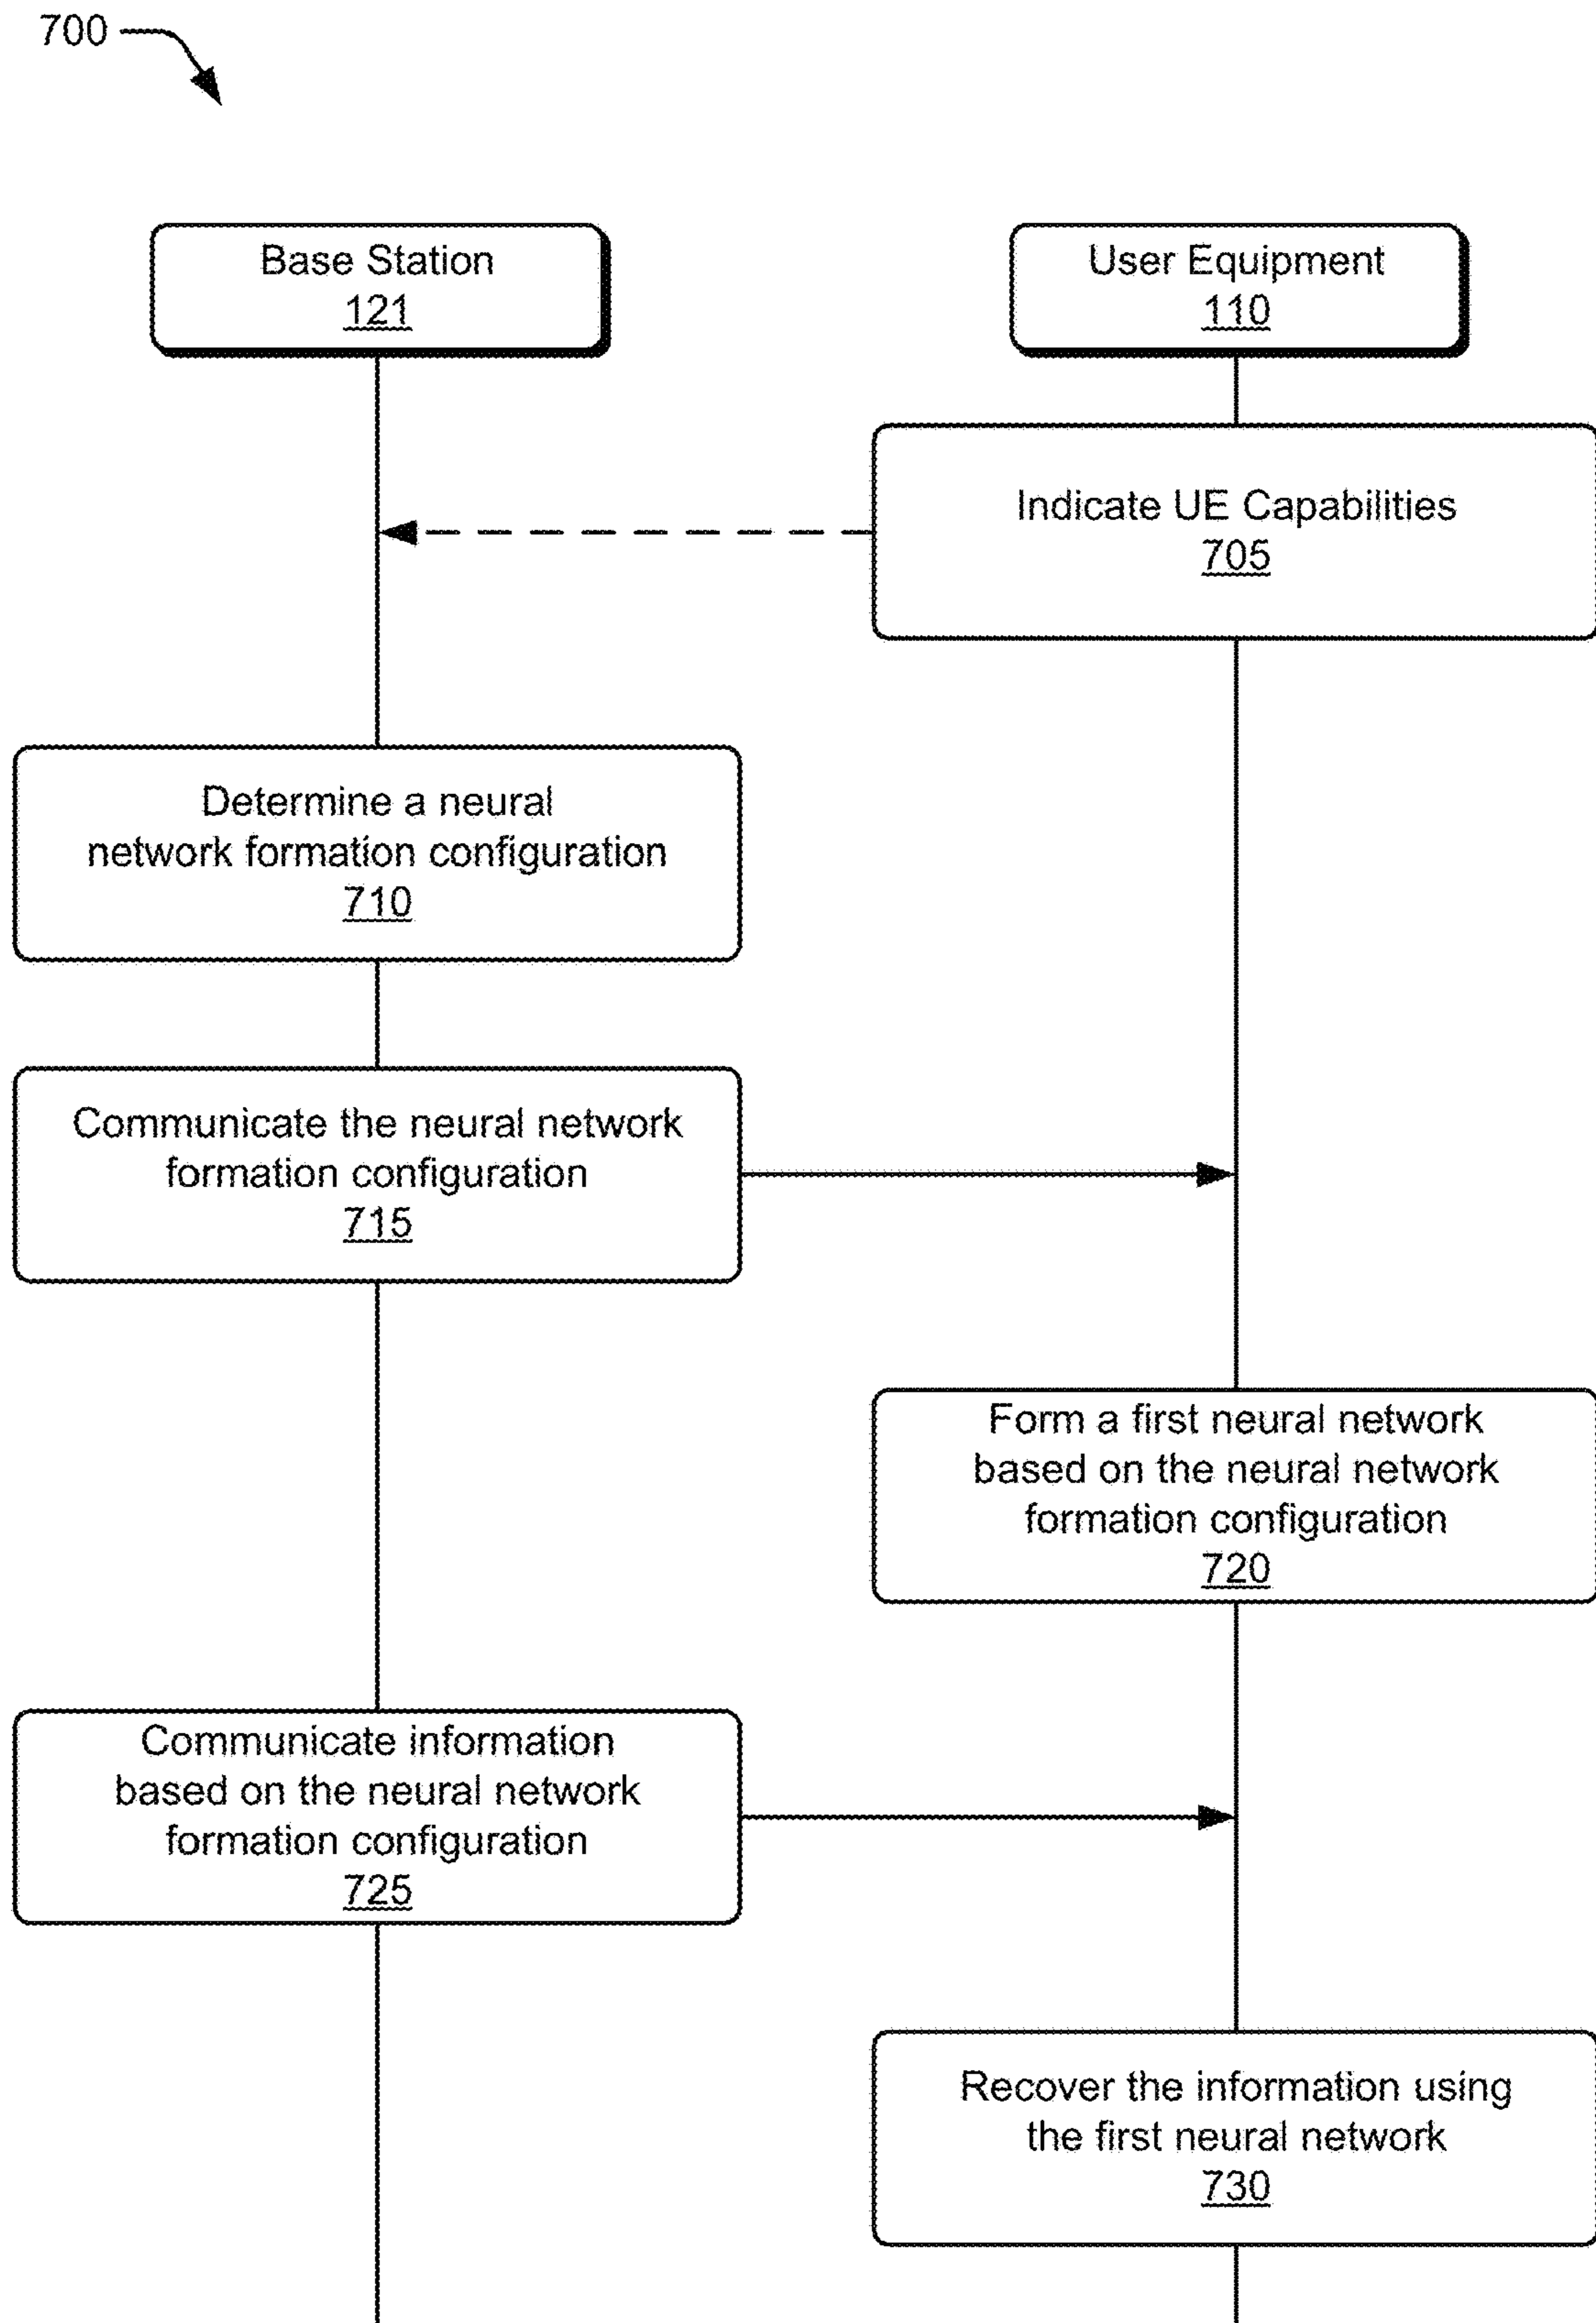 700
Base Station
121
User Equipment
110
Indicate UE Capabilities
705
Determine a neural
network formation configuration
710
Communicate the neural network
formation configuration
715
Form a first neural network
based on the neural network
formation configuration
720
Communicate information
based on the neural network
formation configuration
725
Recover the information using
the first neural network
730